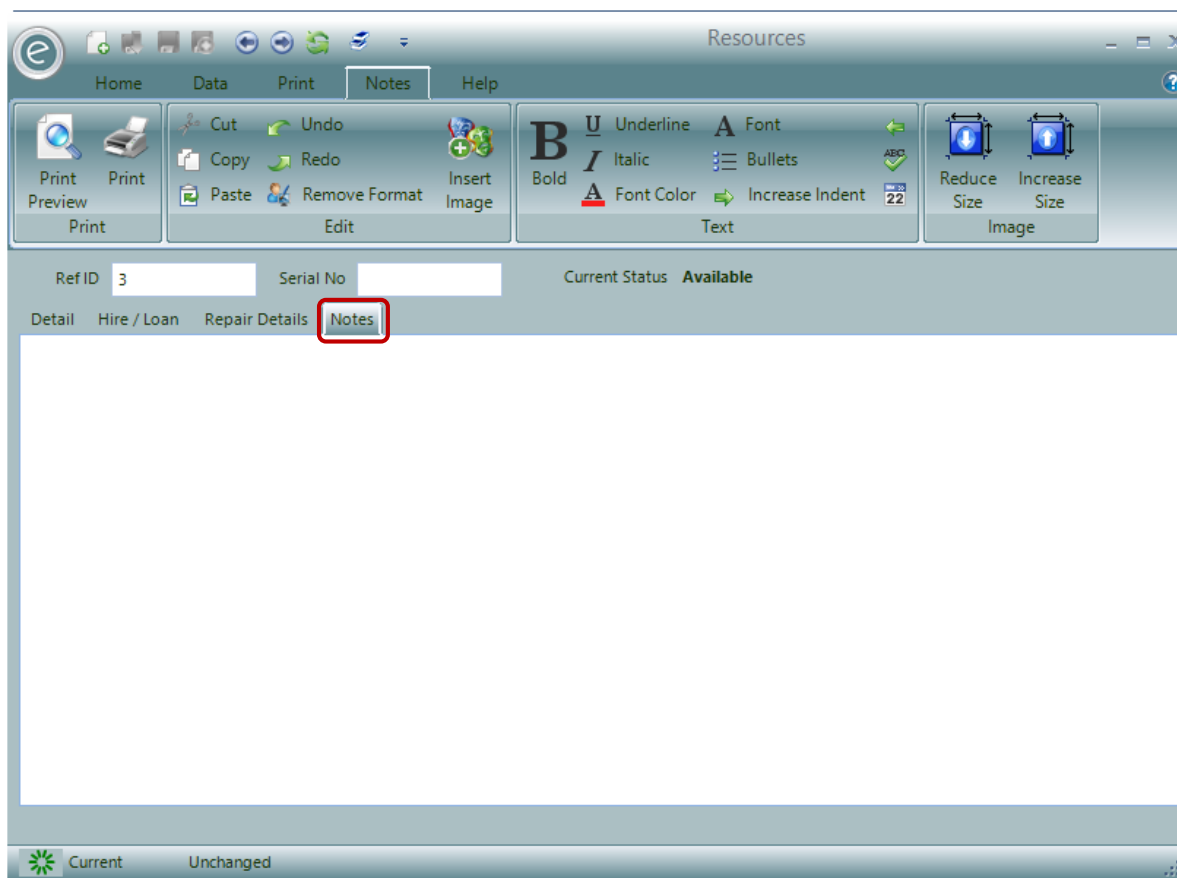 e
Resources
Home Data Print Notes Help
Cut Undo
Copy Redo
Paste Remove Format
Print Preview
Print
Insert Image
Print
Edit
Bold
U Underline A Font
I Italic Bullets
A Font Color Increase Indent
ABC
22
Text
Reduce Size
Increase Size
Image
Ref ID 3 Serial No Current Status Available
Detail Hire / Loan Repair Details Notes
Current Unchanged